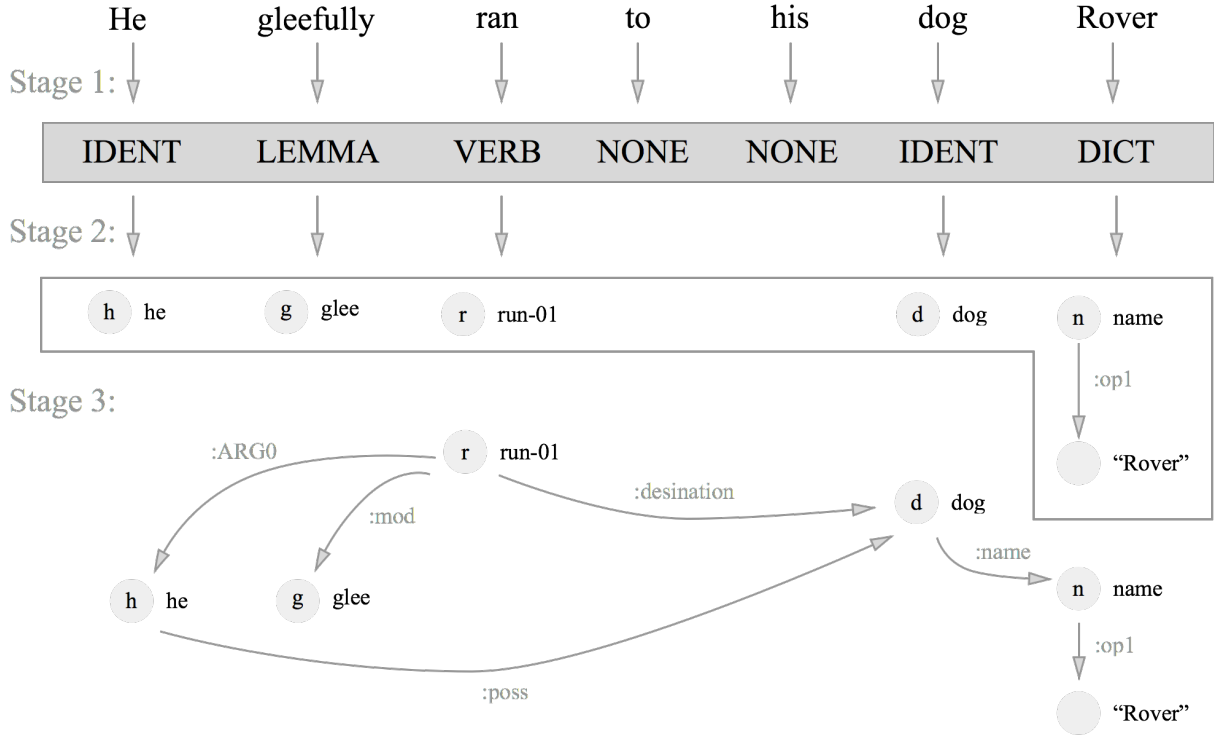 He gleefully ran to his dog Rover
Stage 1:
IDENT LEMMA VERB NONE NONE IDENT DICT
Stage 2:
h he g glee r run-01 d dog n name
:op1
“Rover”
Stage 3:
:ARG0 r run-01
:desination
d dog
:mod
:name
h he g glee n name
:op1
:poss
“Rover”